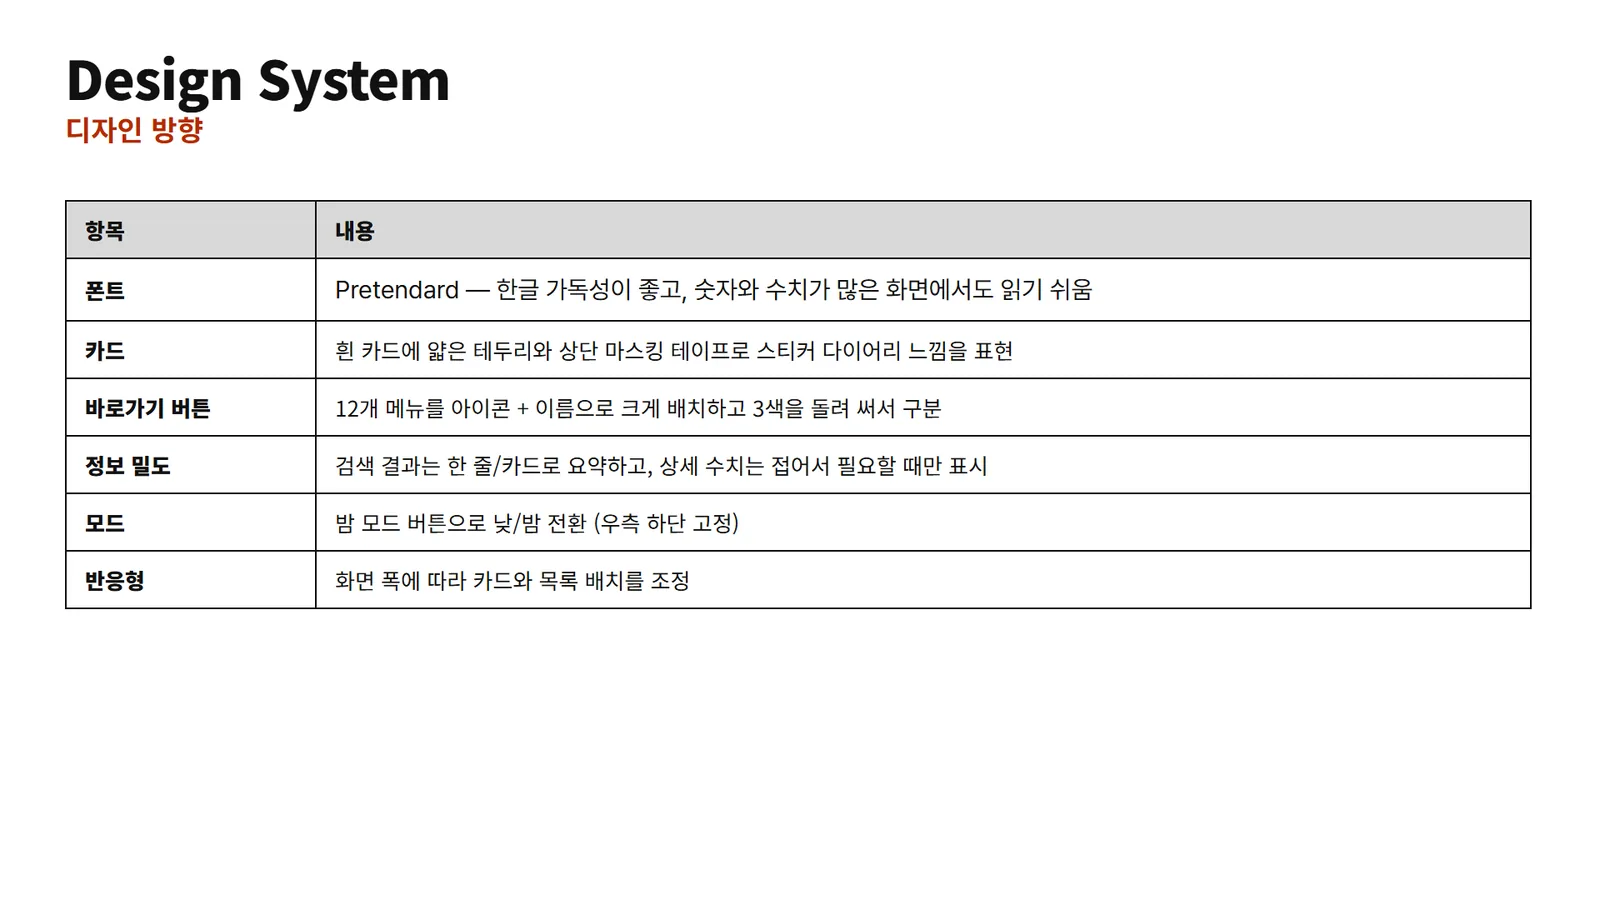 Design System
디자인 방향
항목 내용
폰트 Pretendard — 한글 가독성이 좋고, 숫자와 수치가 많은 화면에서도 읽기 쉬움
카드 흰 카드에 얇은 테두리와 상단 마스킹 테이프로 스티커 다이어리 느낌을 표현
바로가기 버튼 12개 메뉴를 아이콘 + 이름으로 크게 배치하고 3색을 돌려 써서 구분
정보 밀도 검색 결과는 한 줄/카드로 요약하고, 상세 수치는 접어서 필요할 때만 표시
모드 밤 모드 버튼으로 낮/밤 전환 (우측 하단 고정)
반응형 화면 폭에 따라 카드와 목록 배치를 조정